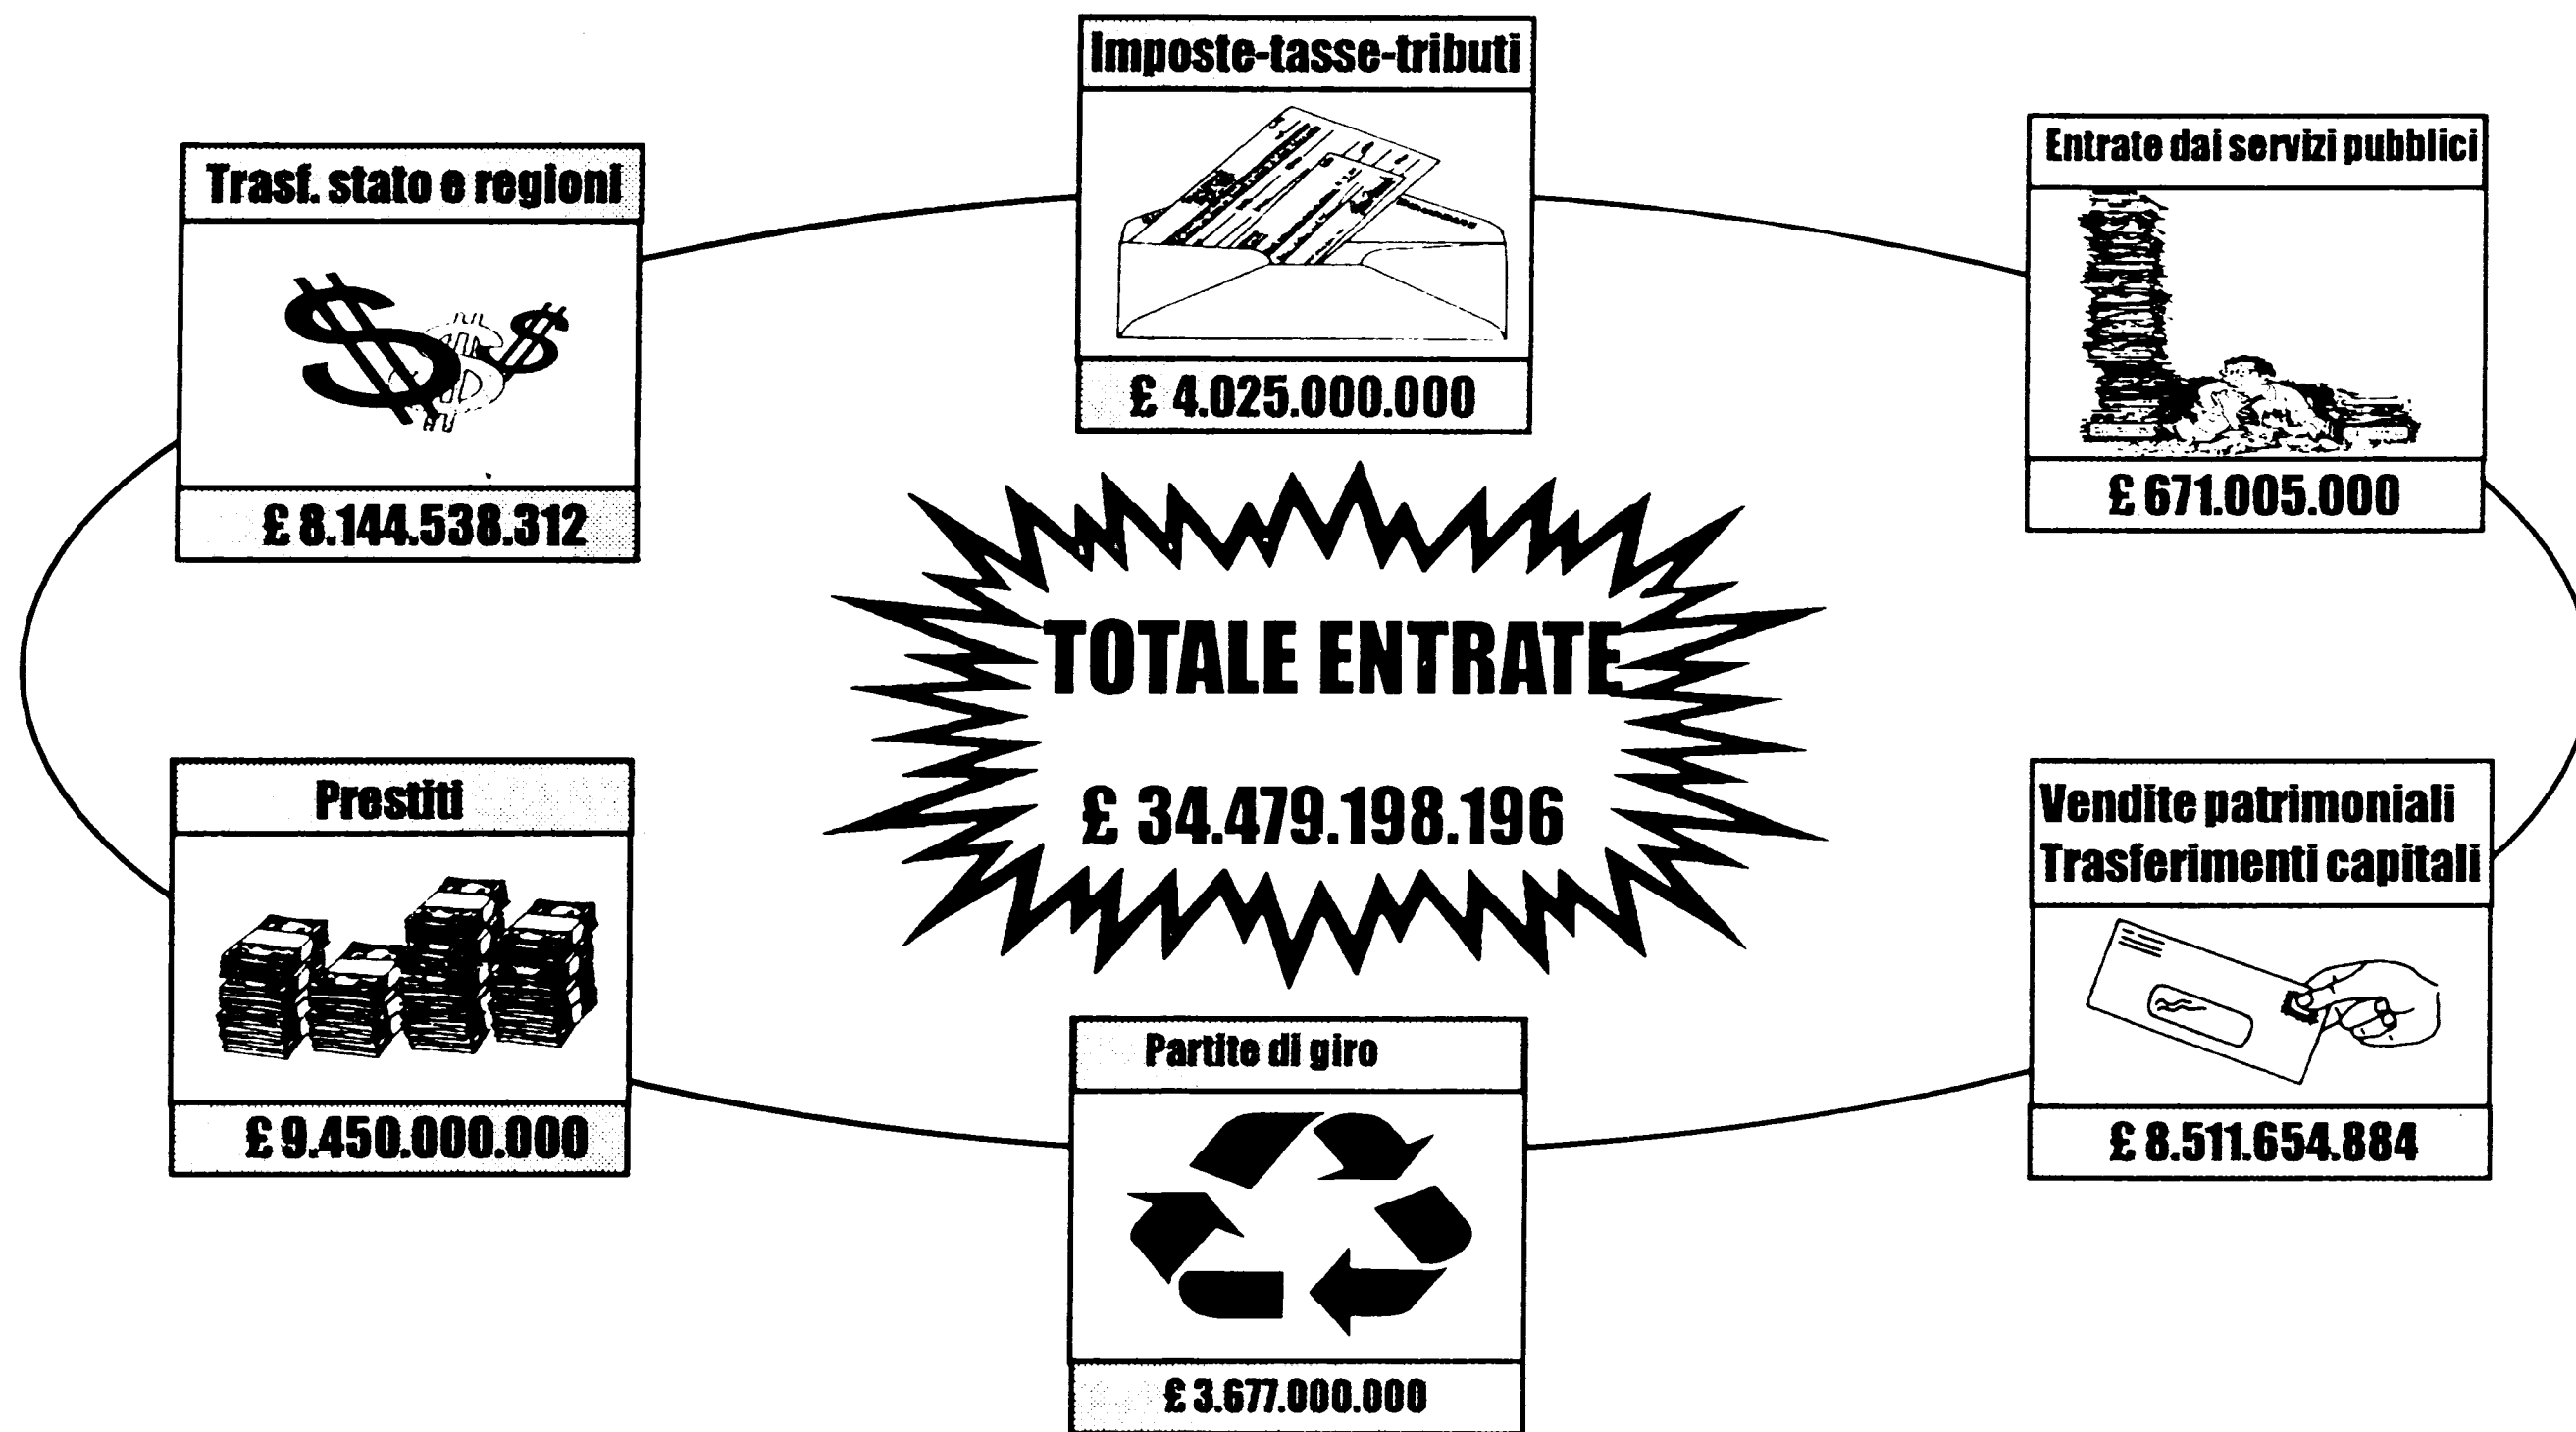 Imposte-tasse-tributi
£ 4.025.000.000
Trasf. stato e regioni
£ 8.144.538.312
Entrate dai servizi pubblici
£ 671.005.000
TOTALE ENTRATE
£ 34.479.198.196
Prestiti
£ 9.450.000.000
Vendite patrimoniali
Trasferimenti capitali
£ 8.511.654.884
Partite di giro
£ 3.677.000.000